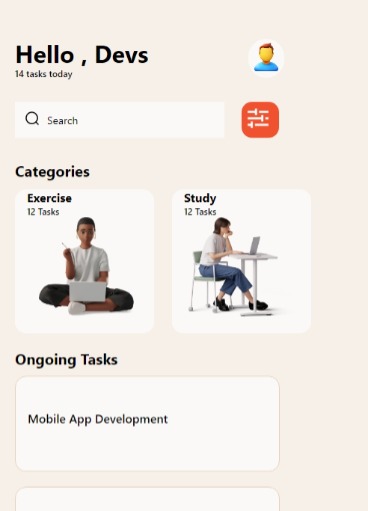 Hello , Devs
14 tasks today
Search
Categories
Exercise
12 Tasks
Study
12 Tasks
Ongoing Tasks
Mobile App Development